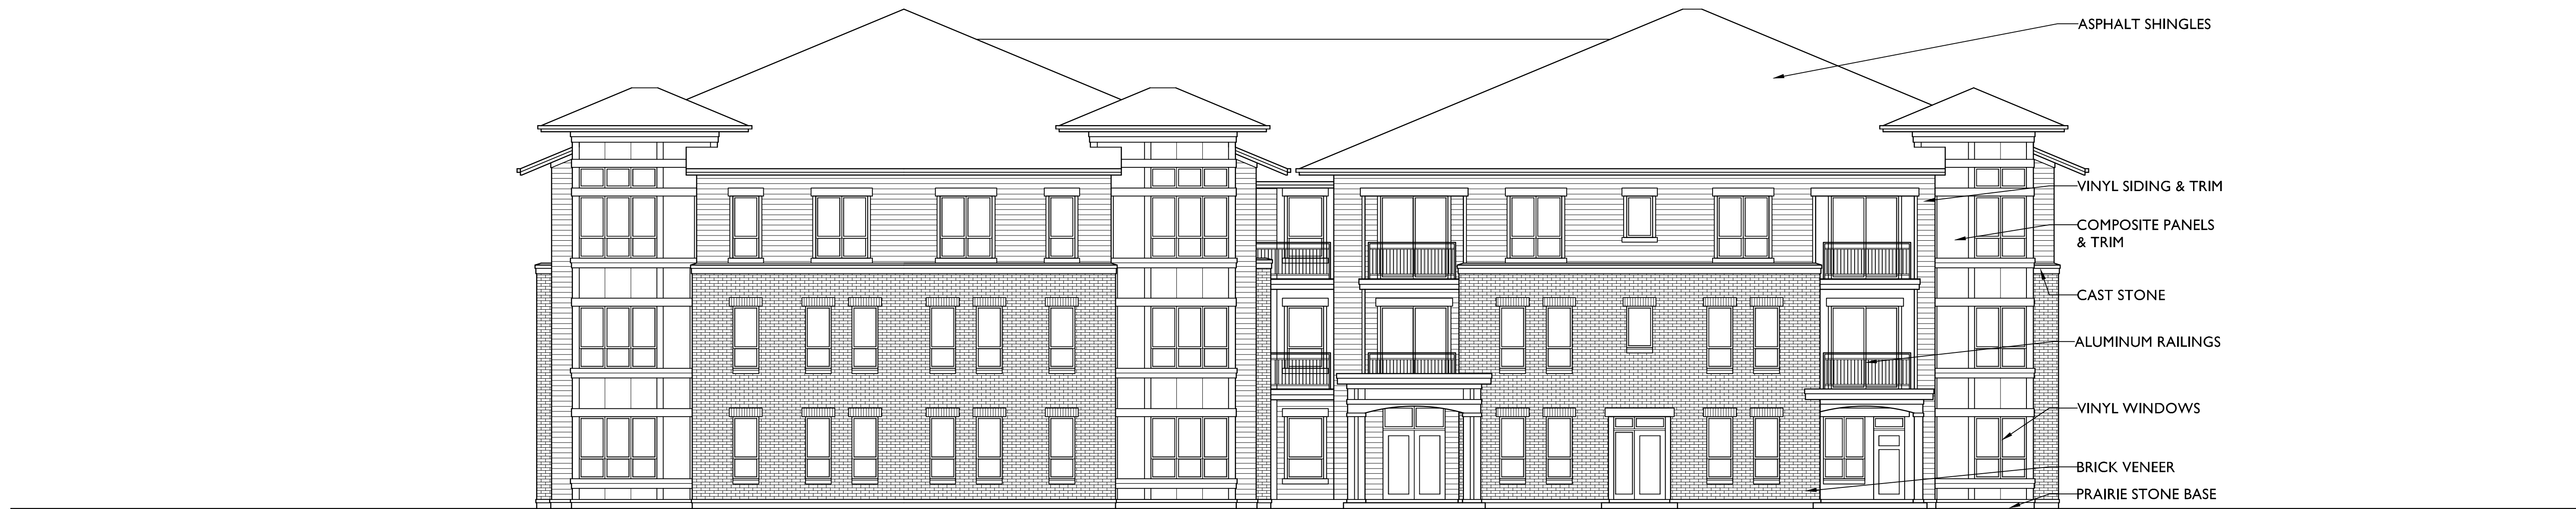 ASPHALT SHINGLES
VINYL SIDING & TRIM
COMPOSITE PANELS
& TRIM
CAST STONE
ALUMINUM RAILINGS
VINYL WINDOWS
BRICK VENEER
PRAIRIE STONE BASE